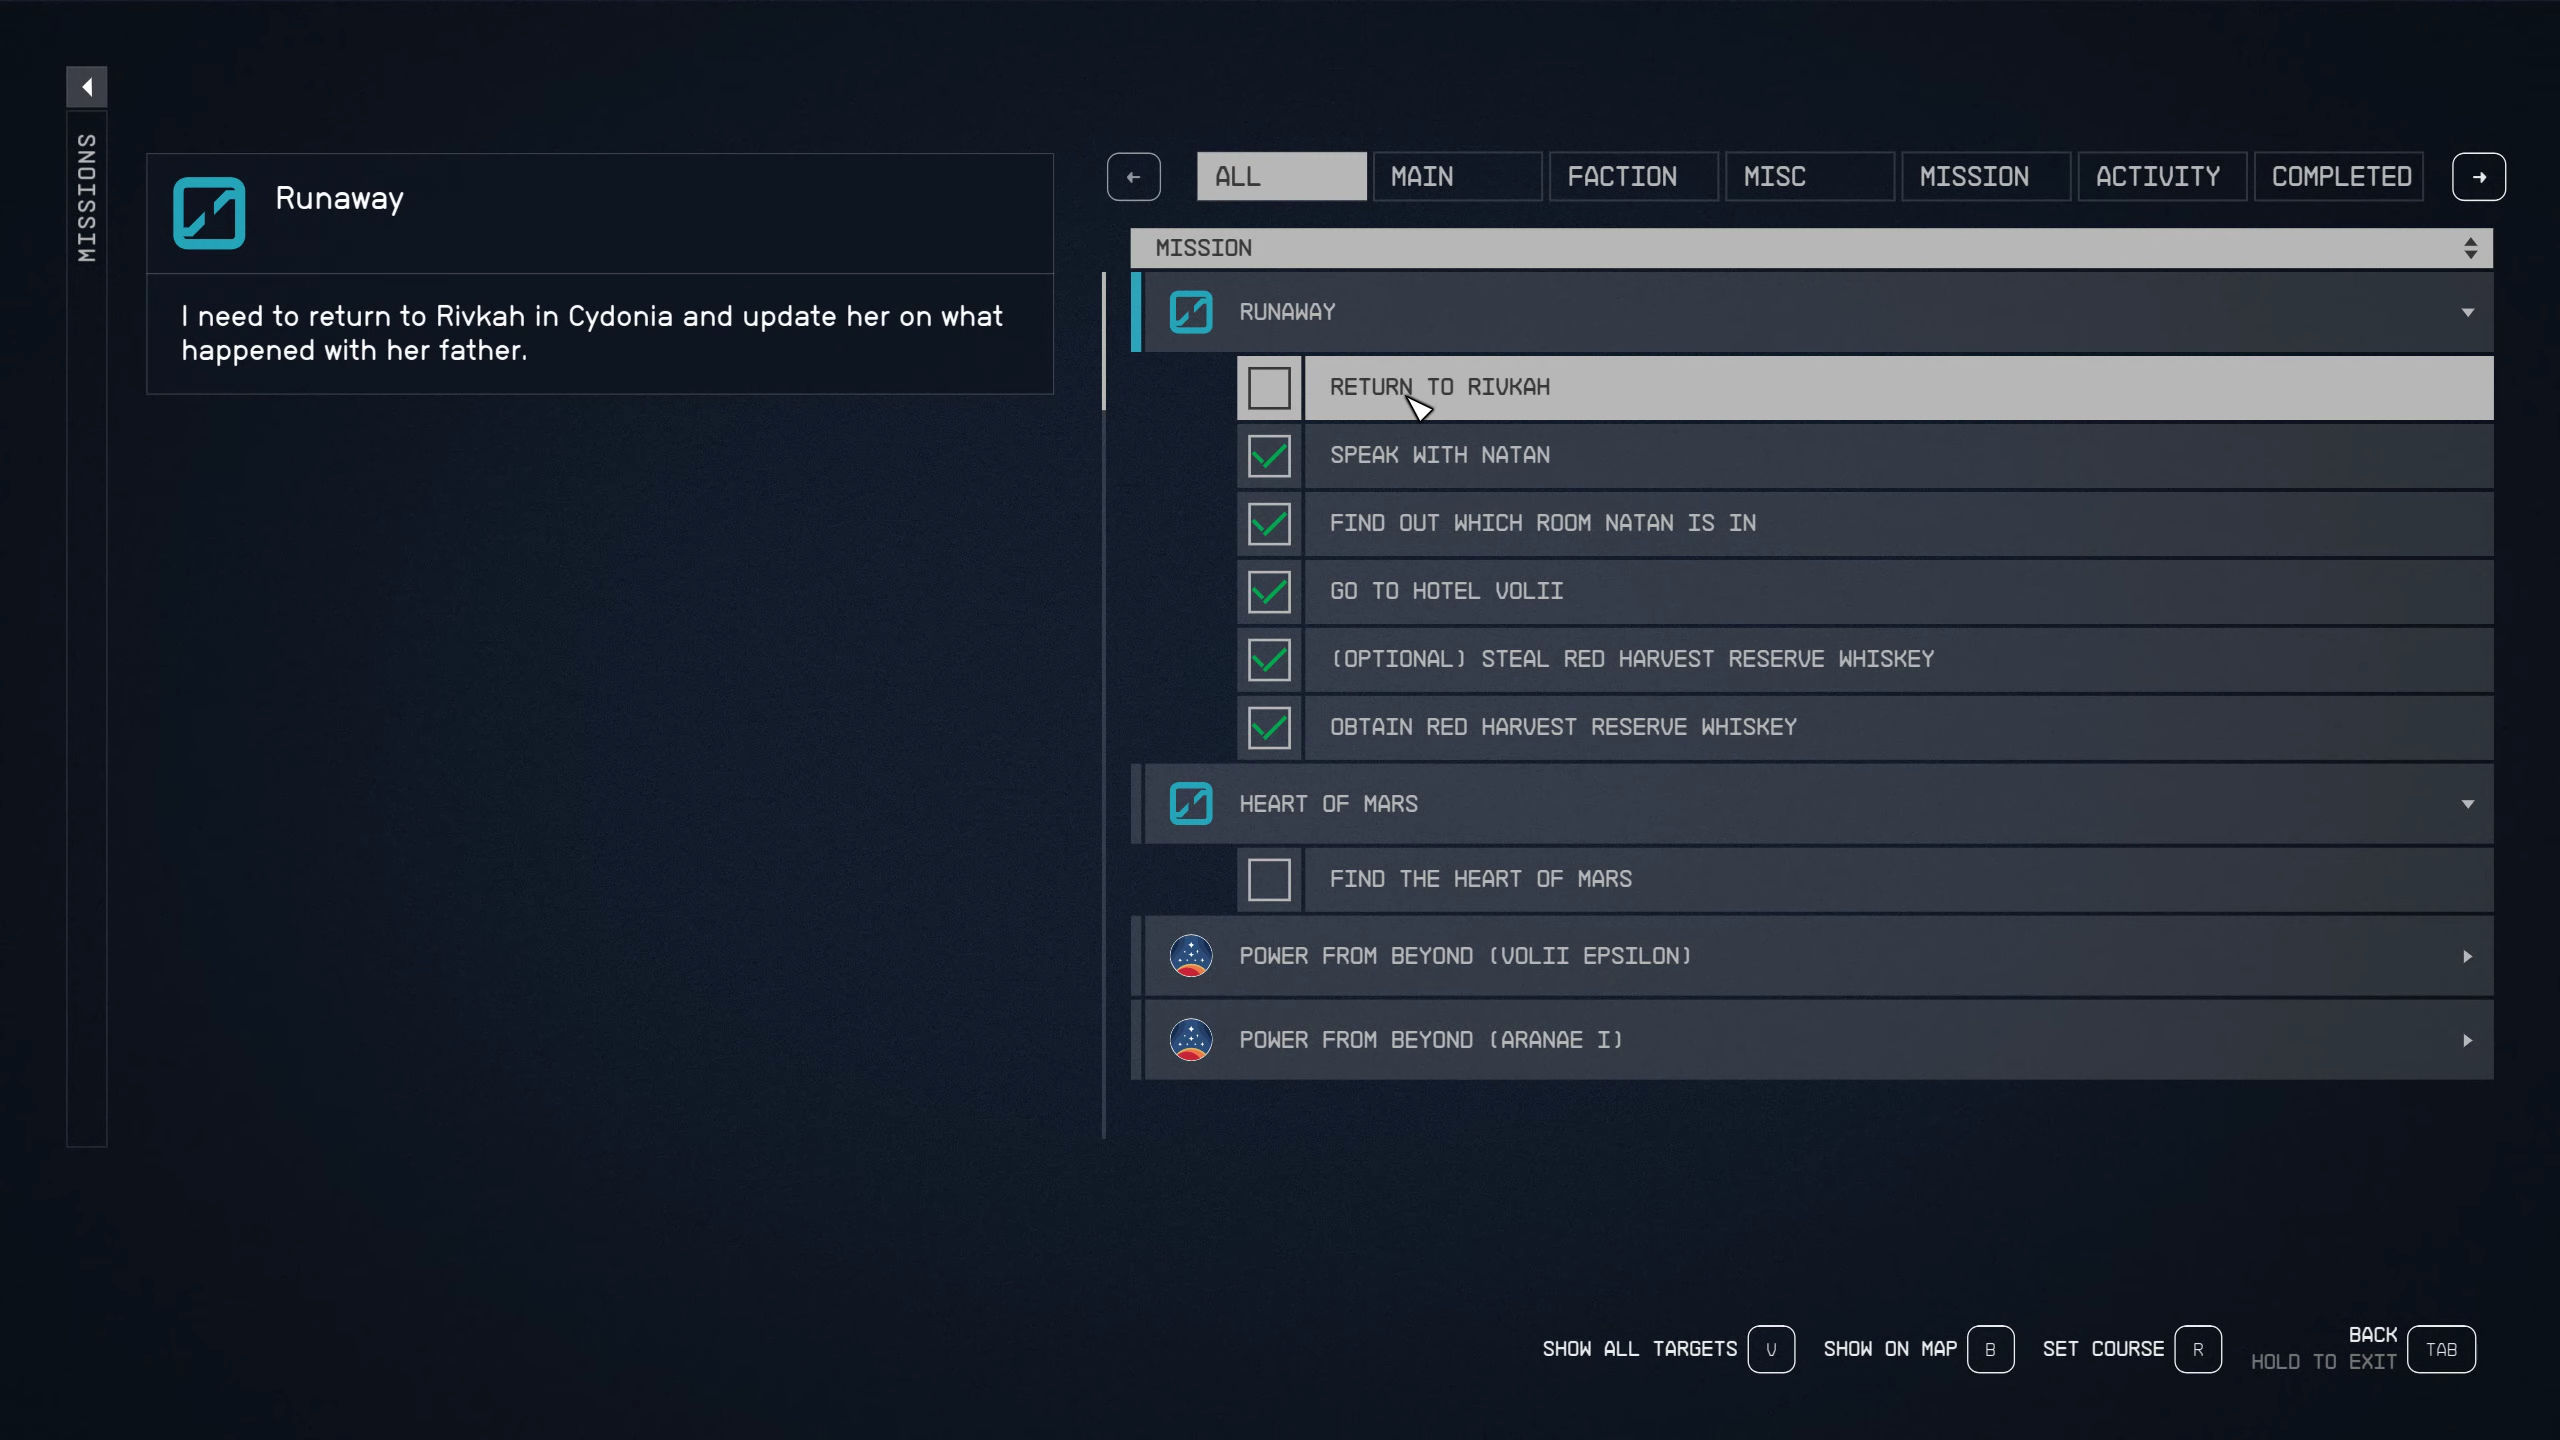 MISSIONS
Runaway
I need to return to Rivkah in Cydonia and update her on what
happened with her father.
ALL
MAIN
FACTION
MISC
MISSION
ACTIVITY
COMPLETED
MISSION
RUNAWAY
RETURN TO RIVKAH
SPEAK WITH NATAN
FIND OUT WHICH ROOM NATAN IS IN
GO TO HOTEL VOLII
(OPTIONAL) STEAL RED HARVEST RESERVE WHISKEY
OBTAIN RED HARVEST RESERVE WHISKEY
HEART OF MARS
FIND THE HEART OF MARS
POWER FROM BEYOND (VOLII EPSILON)
POWER FROM BEYOND (ARANAE I)
SHOW ALL TARGETS V
SHOW ON MAP B
SET COURSE R
BACK
HOLD TO EXIT
TAB